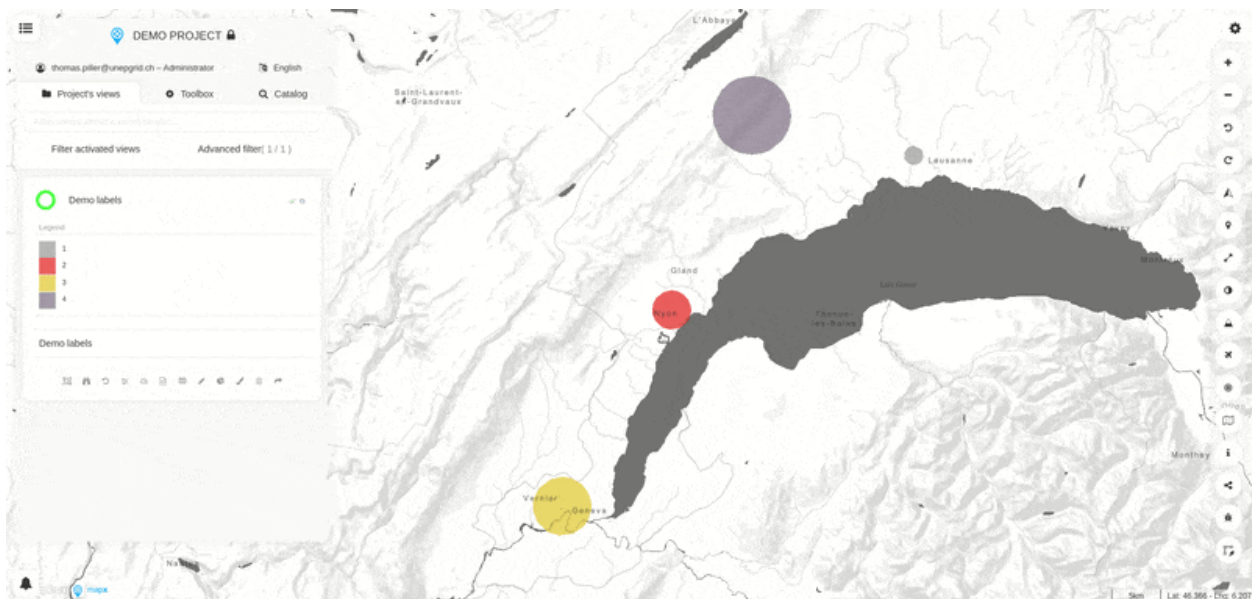 DEMO PROJECT
thomas.piller@unepgrid.ch – Administrator
English
Project's views
Toolbox
Catalog
Filter activated views
Advanced filter( 1 / 1 )
Demo labels
Legend
1
2
3
4
Demo labels
L'Abbaye
Saint-Laurent-
en-Grandvaux
Lausanne
Gland
Nyon
Thonon-
les-Bains
Montreux
Monthey
Vernier
Geneva
maps
5km
Lat: 46.366 - Lng: 6.207